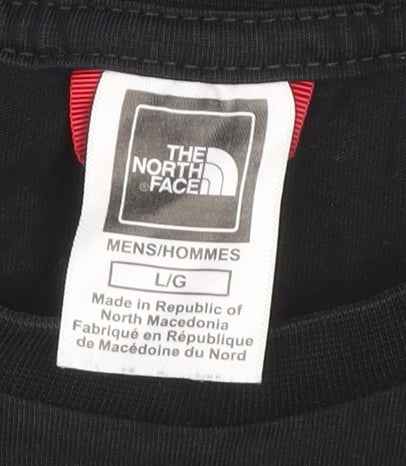 THE
NORTH
FACE
®
MENS/HOMMES
L/G
Made in Republic of
North Macedonia
Fabriqué en République
de Macédoine du Nord